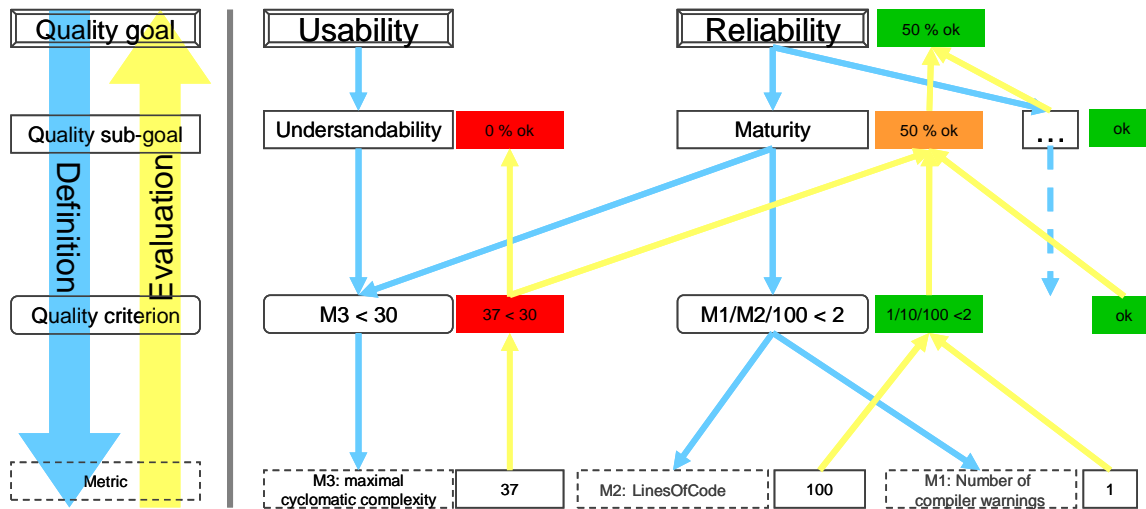 Quality goal
Usability
Reliability
50 % ok
Quality sub-goal
Understandability
0 % ok
Maturity
50 % ok
...
ok
Definition
Evaluation
Quality criterion
M3 < 30
37 < 30
M1/M2/100 < 2
1/10/100 <2
ok
Metric
M3: maximal
cyclomatic complexity
37
M2: LinesOfCode
100
M1: Number of
compiler warnings
1